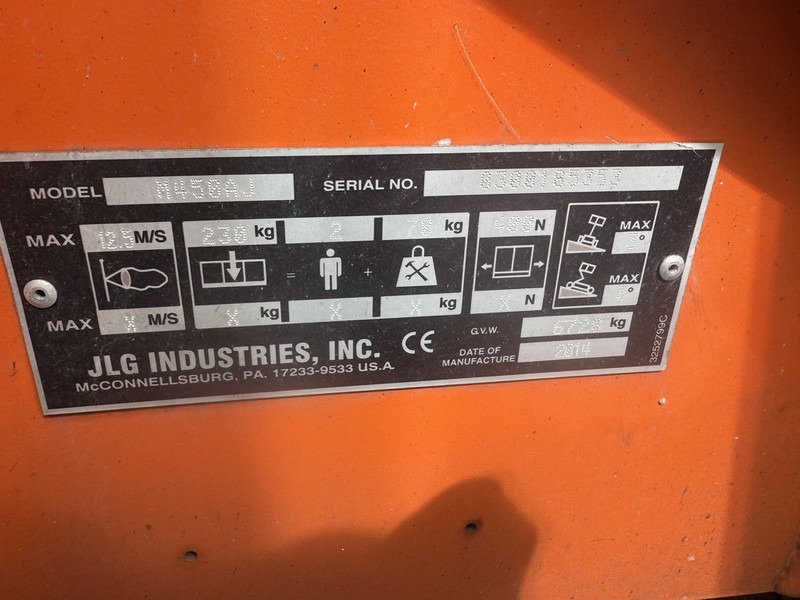 MODEL M450AJ SERIAL NO. 0300185353
MAX 12.5 M/S 230 kg = 2 + 70 kg 400 N MAX °
MAX X M/S X kg X X kg X N MAX °
G.V.W. kg
JLG INDUSTRIES, INC. CE
DATE OF MANUFACTURE 2014
McCONNELLSBURG, PA. 17233-9533 U.S.A.
3252799C